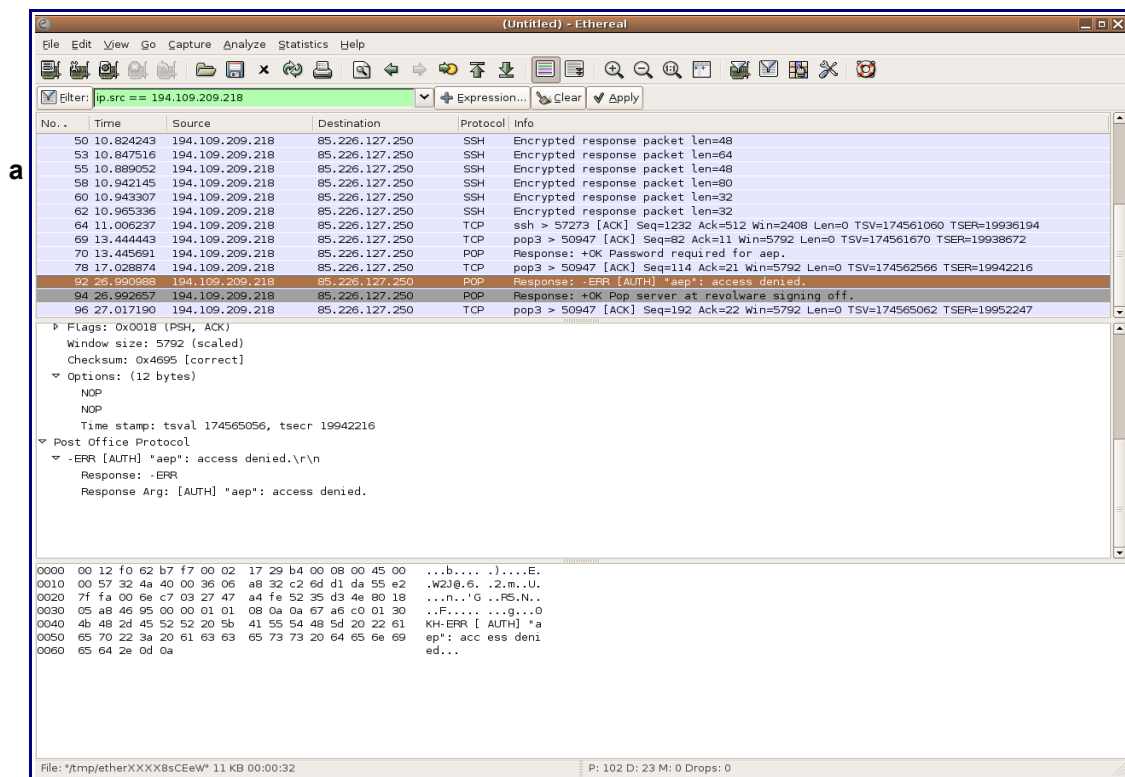 (Untitled) - Ethereal
File Edit View Go Capture Analyze Statistics Help
Filter: ip.src == 194.109.209.218 Expression... Clear Apply
No. . Time Source Destination Protocol Info
50 10.824243 194.109.209.218 85.226.127.250 SSH Encrypted response packet len=48
53 10.847516 194.109.209.218 85.226.127.250 SSH Encrypted response packet len=64
a
55 10.889052 194.109.209.218 85.226.127.250 SSH Encrypted response packet len=48
58 10.942145 194.109.209.218 85.226.127.250 SSH Encrypted response packet len=80
60 10.943307 194.109.209.218 85.226.127.250 SSH Encrypted response packet len=32
62 10.965336 194.109.209.218 85.226.127.250 SSH Encrypted response packet len=32
64 11.006237 194.109.209.218 85.226.127.250 TCP ssh > 57273 [ACK] Seq=1232 Ack=512 Win=2408 Len=0 TSV=174561060 TSER=19936194
69 13.444443 194.109.209.218 85.226.127.250 TCP pop3 > 50947 [ACK] Seq=82 Ack=11 Win=5792 Len=0 TSV=174561670 TSER=19938672
70 13.445691 194.109.209.218 85.226.127.250 POP Response: +OK Password required for aep.
78 17.028874 194.109.209.218 85.226.127.250 TCP pop3 > 50947 [ACK] Seq=114 Ack=21 Win=5792 Len=0 TSV=174562566 TSER=19942216
92 26.990988 194.109.209.218 85.226.127.250 POP Response: -ERR [AUTH] "aep": access denied.
94 26.992657 194.109.209.218 85.226.127.250 POP Response: +OK Pop server at revolware signing off.
96 27.017190 194.109.209.218 85.226.127.250 TCP pop3 > 50947 [ACK] Seq=192 Ack=22 Win=5792 Len=0 TSV=174565062 TSER=19952247
Flags: 0x0018 (PSH, ACK)
Window size: 5792 (scaled)
Checksum: 0x4695 [correct]
Options: (12 bytes)
NOP
NOP
Time stamp: tsval 174565056, tsecr 19942216
Post Office Protocol
-ERR [AUTH] "aep": access denied.\r\n
Response: -ERR
Response Arg: [AUTH] "aep": access denied.
0000 00 12 f0 62 b7 f7 00 02 17 29 b4 00 08 00 45 00 ...b.... .)....E.
0010 00 57 32 4a 40 00 36 06 a8 32 c2 6d d1 da 55 e2 .W2J@.6. .2.m..U.
0020 7f fa 00 6e c7 03 27 47 a4 fe 52 35 d3 4e 80 18 ...n..'G ..R5.N..
0030 05 a8 46 95 00 00 01 01 08 0a 0a 67 a6 c0 01 30 ..F..... ...g...0
0040 4b 48 2d 45 52 52 20 5b 41 55 54 48 5d 20 22 61 KH-ERR [ AUTH] "a
0050 65 70 22 3a 20 61 63 63 65 73 73 20 64 65 6e 69 ep": acc ess deni
0060 65 64 2e 0d 0a ed...
File: "/tmp/etherXXXX8sCEeW" 11 KB 00:00:32 P: 102 D: 23 M: 0 Drops: 0